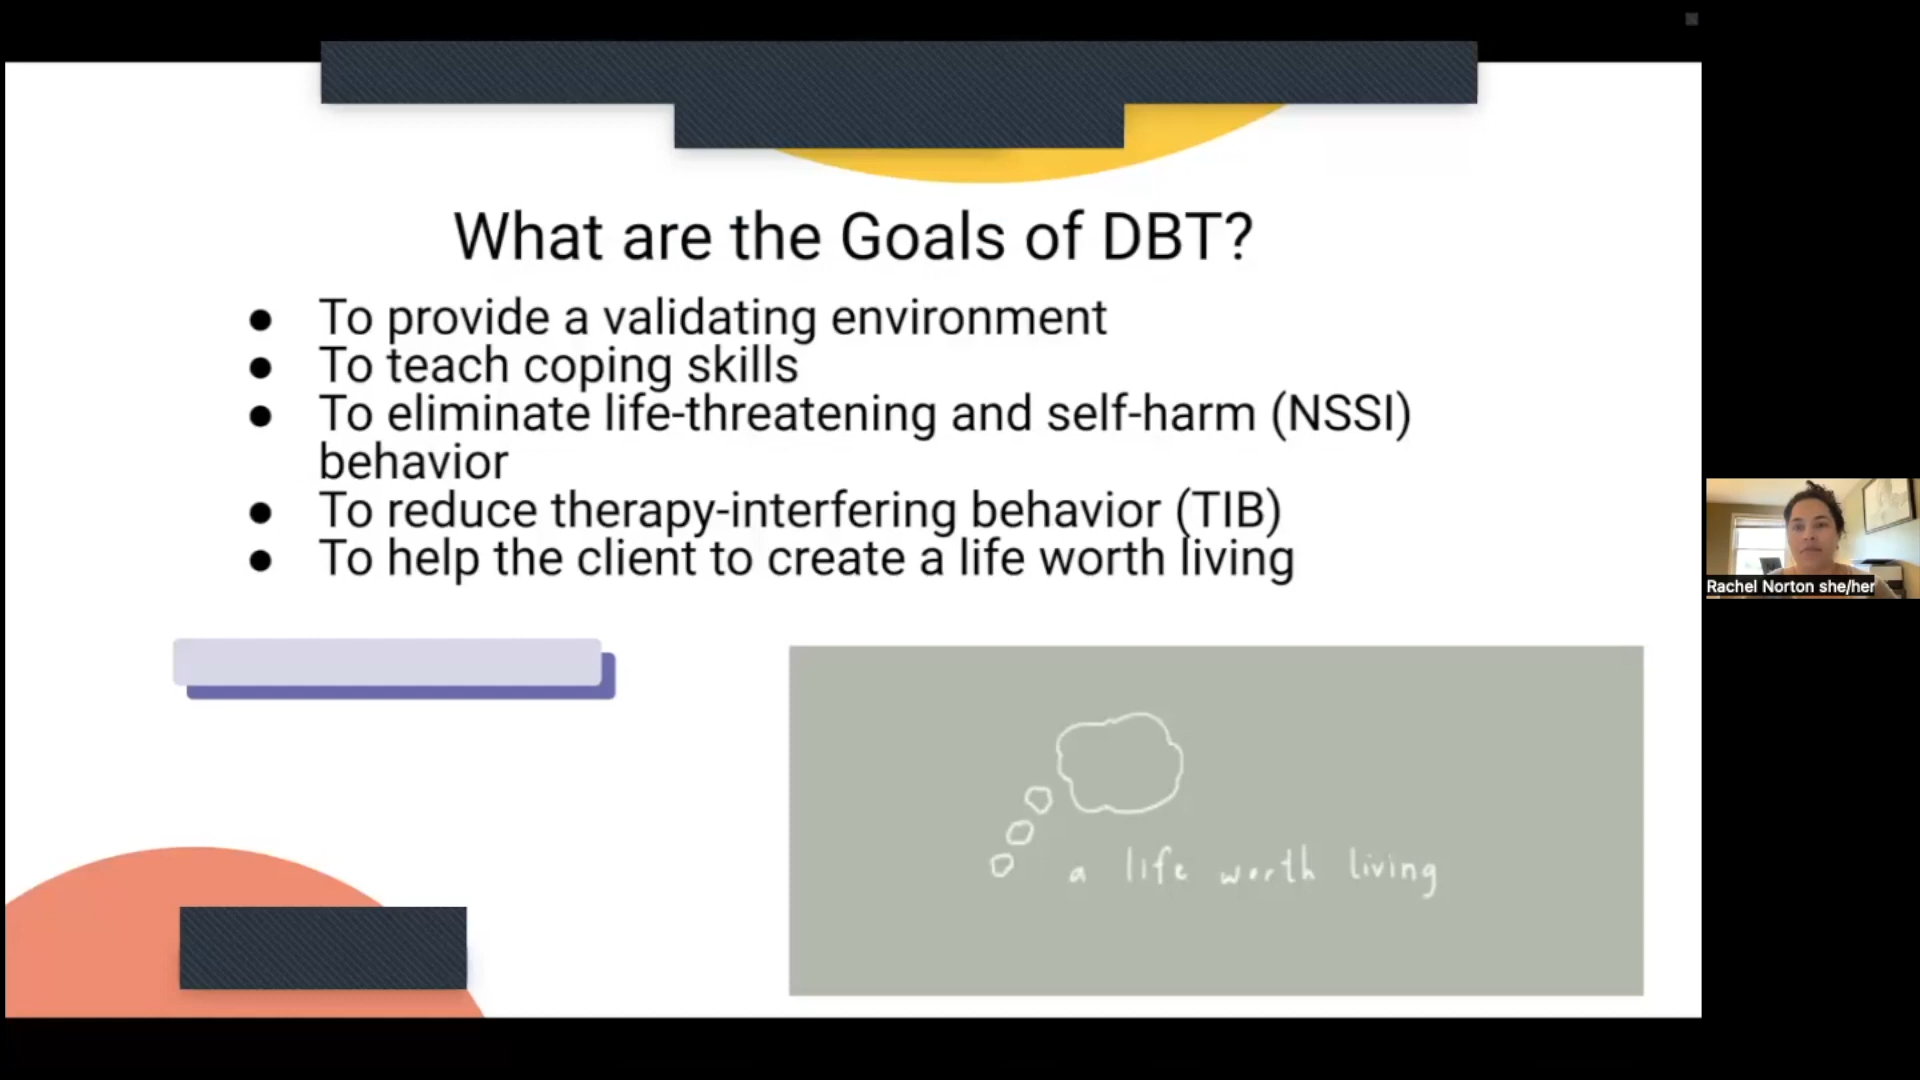 What are the Goals of DBT?
● To provide a validating environment
● To teach coping skills
● To eliminate life-threatening and self-harm (NSSI)
behavior
● To reduce therapy-interfering behavior (TIB)
● To help the client to create a life worth living
a life worth living
Rachel Norton she/her